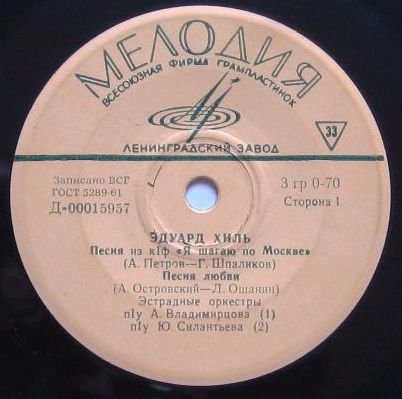 МЕЛОДИЯ
ВСЕСОЮЗНАЯ ФИРМА ГРАМПЛАСТИНОК
33
ЛЕНИНГРАДСКИЙ ЗАВОД
Записано ВСГ
ГОСТ 5289-61
Д-00015957
3 гр 0-70
Сторона 1
ЭДУАРД ХИЛЬ
Песня из к|ф «Я шагаю по Москве»
(А. Петров—Г. Шпаликов)
Песня любви
(А. Островский—Л. Ошанин)
Эстрадные оркестры
п|у А. Владимирцова (1)
п|у Ю. Силантьева (2)